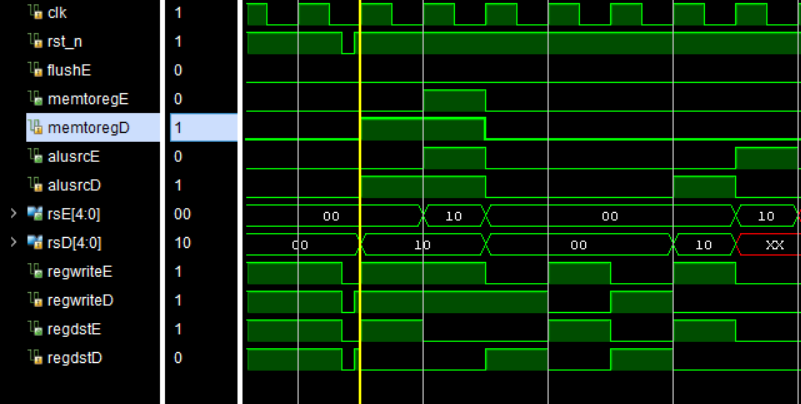 clk 1
rst_n 1
flushE 0
memtoregE 0
memtoregD 1
alusrcE 0
alusrcD 1
rsE[4:0] 00 00 10 00 10
rsD[4:0] 10 00 10 00 10 XX
regwriteE 1
regwriteD 1
regdstE 1
regdstD 0